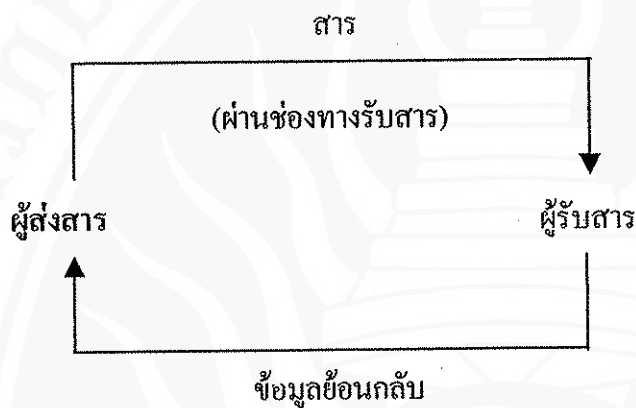 สาร
(ผ่านช่องทางรับสาร)
ผู้ส่งสาร
ผู้รับสาร
ข้อมูลย้อนกลับ